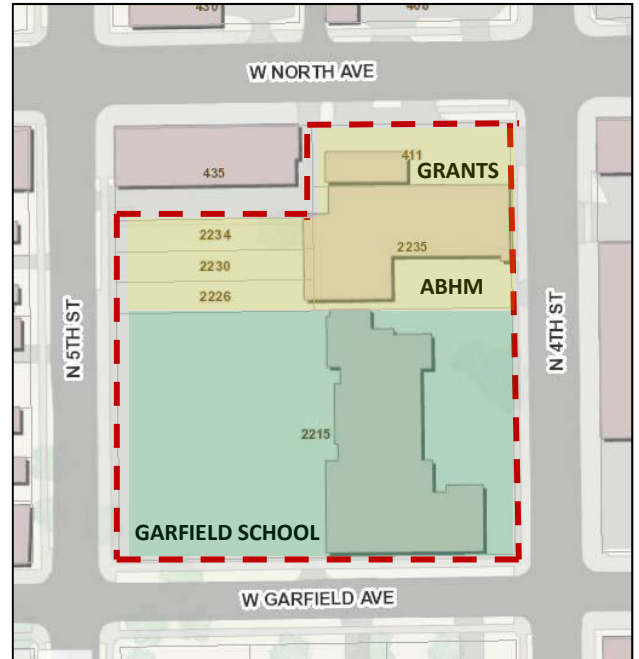 430
408
W NORTH AVE
411
GRANTS
435
2234
2235
2230
ABHM
2226
N 5TH ST
N 4TH ST
2215
GARFIELD SCHOOL
W GARFIELD AVE